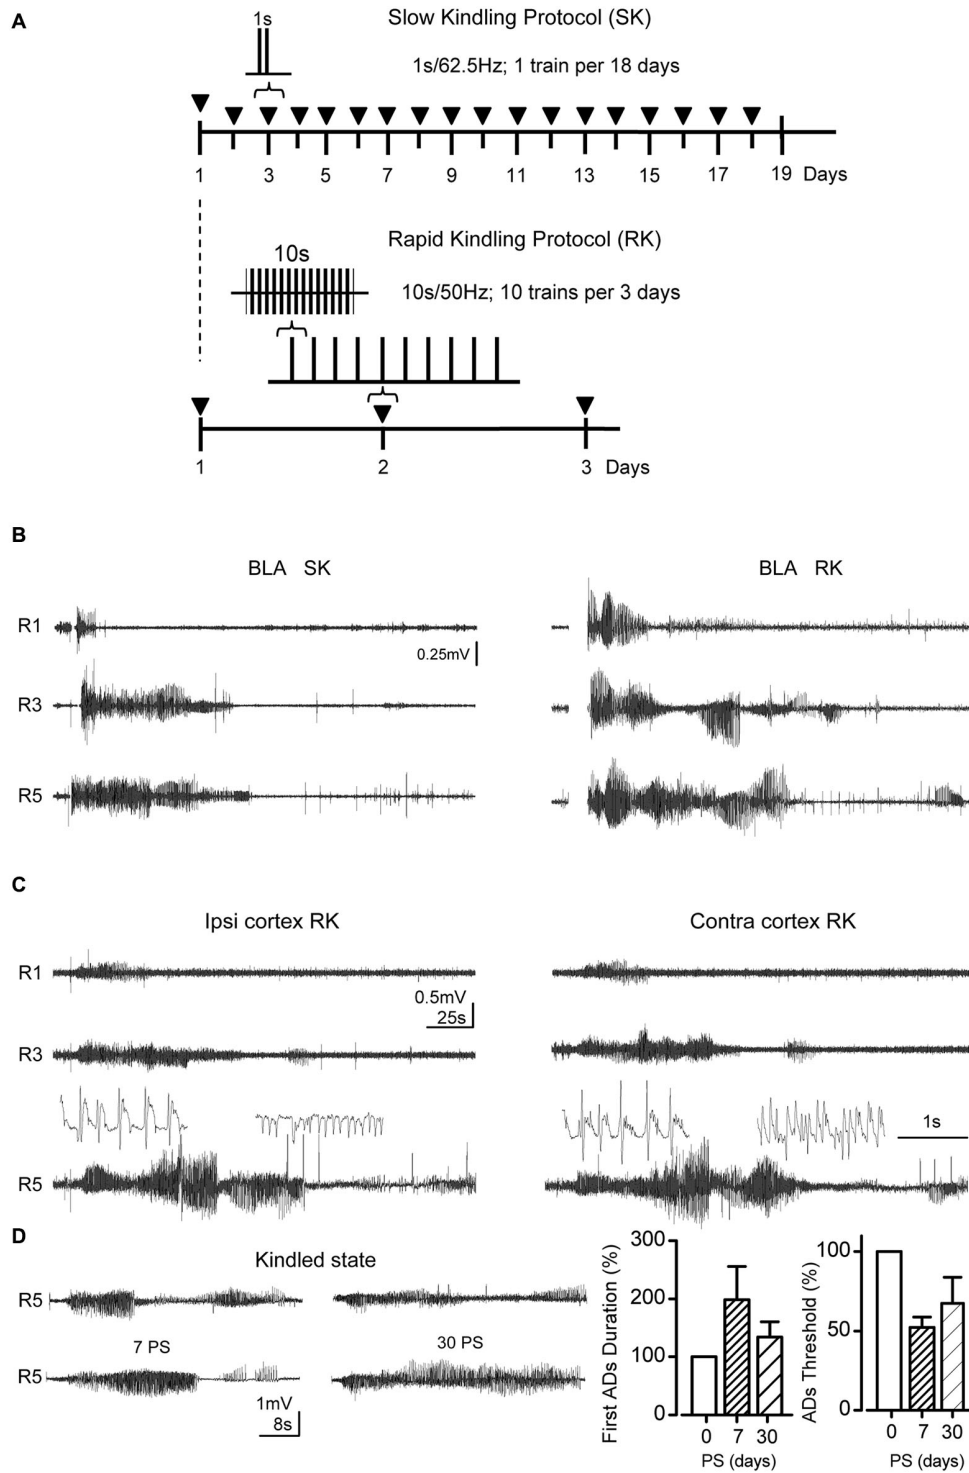 A
Slow Kindling Protocol (SK)
1s
1s/62.5Hz; 1 train per 18 days
1 3 5 7 9 11 13 15 17 19 Days
Rapid Kindling Protocol (RK)
10s
10s/50Hz; 10 trains per 3 days
1 2 3 Days
B
BLA SK
BLA RK
R1
0.25mV
R3
R5
C
Ipsi cortex RK
Contra cortex RK
R1
0.5mV
25s
R3
1s
R5
D
Kindled state
R5
7 PS
30 PS
R5
1mV
8s
First ADs Duration (%)
300
200
100
0
0 7 30
PS (days)
ADs Threshold (%)
100
50
0
0 7 30
PS (days)